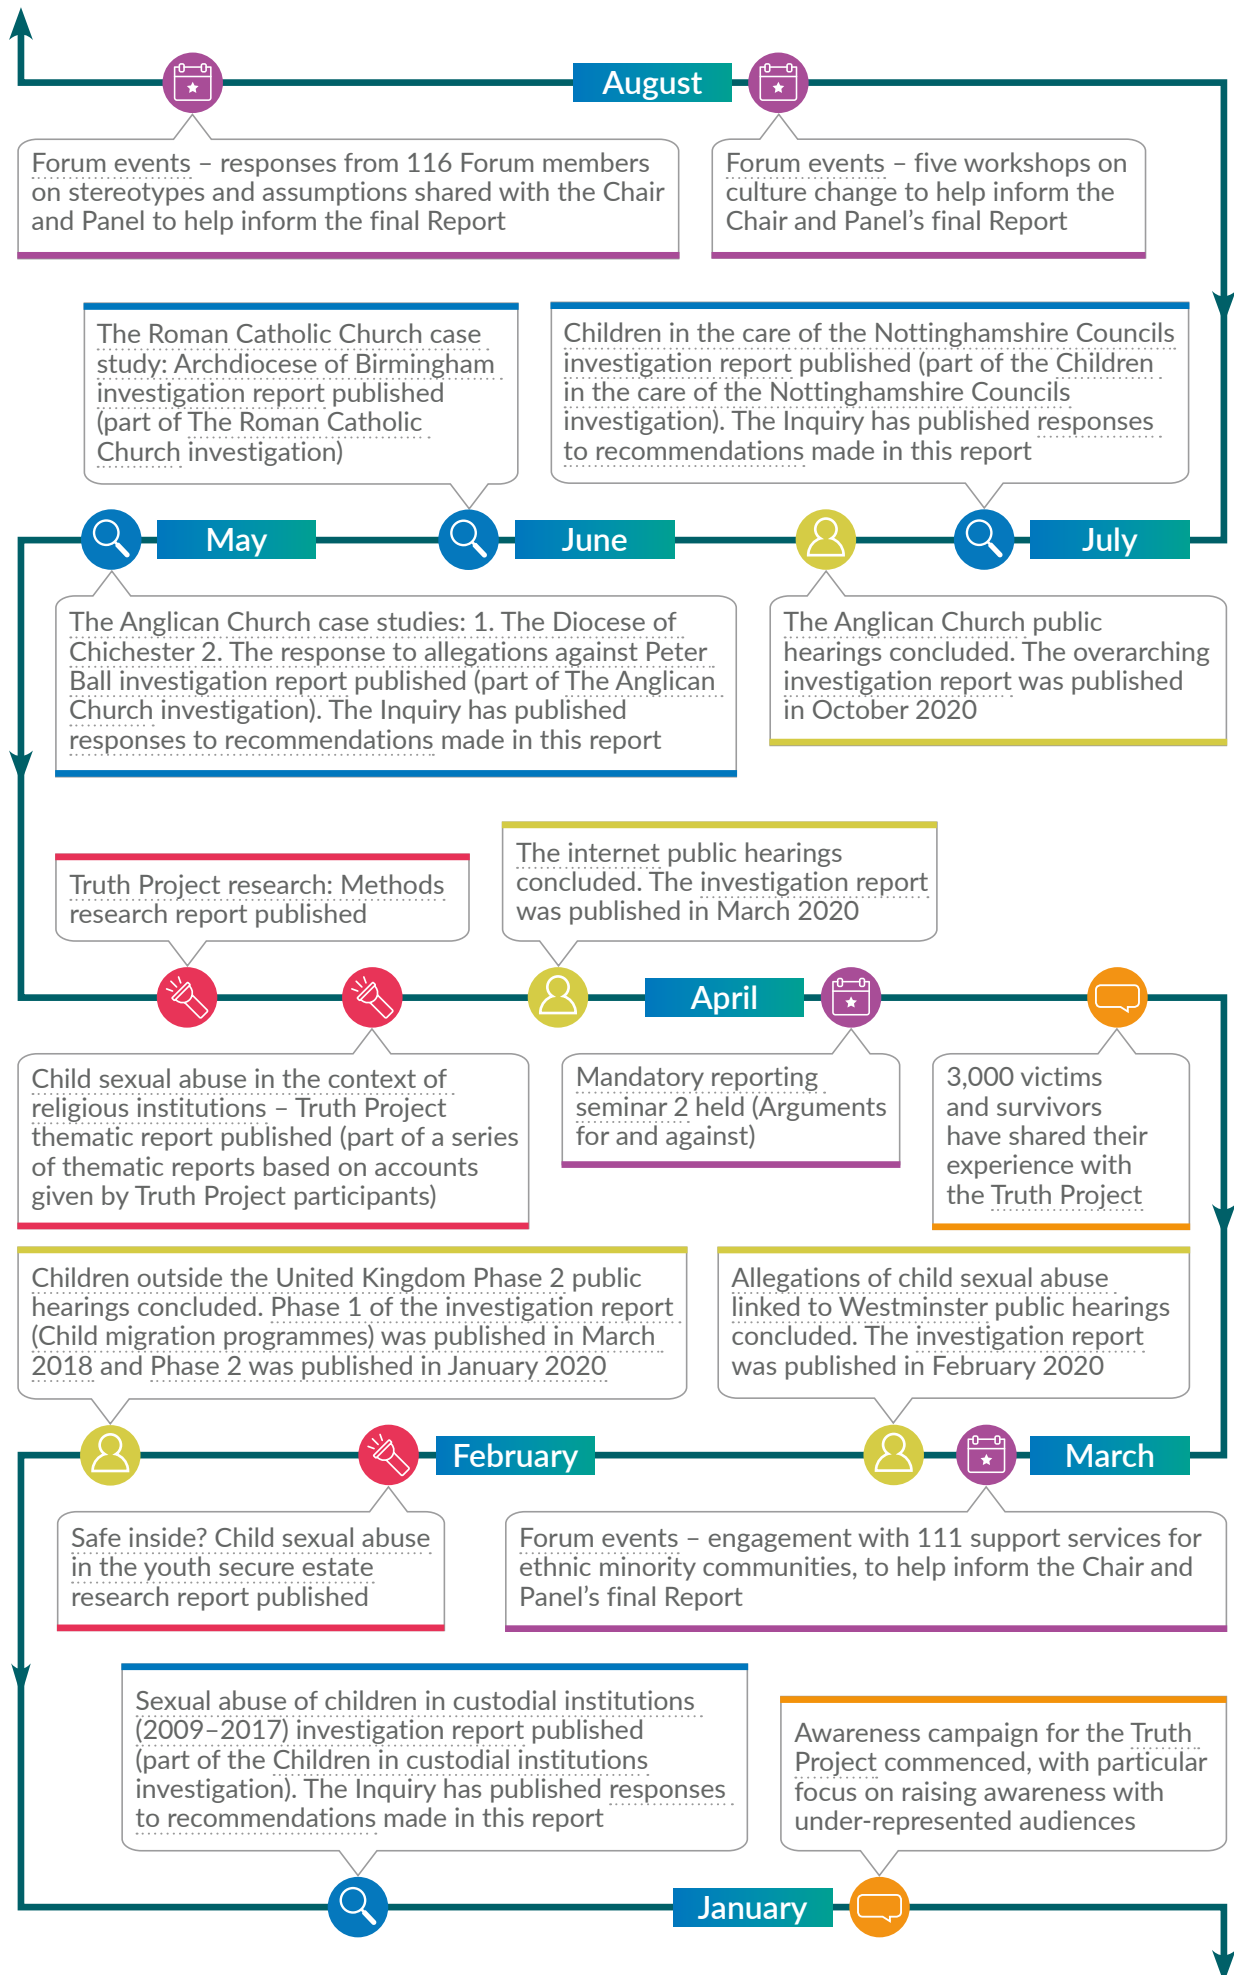 August
Forum events – responses from 116 Forum members
on stereotypes and assumptions shared with the Chair
and Panel to help inform the final Report
Forum events – five workshops on
culture change to help inform the
Chair and Panel's final Report
The Roman Catholic Church case
study: Archdiocese of Birmingham
investigation report published
(part of The Roman Catholic
Church investigation)
Children in the care of the Nottinghamshire Councils
investigation report published (part of the Children
in the care of the Nottinghamshire Councils
investigation). The Inquiry has published responses
to recommendations made in this report
May
June
July
The Anglican Church case studies: 1. The Diocese of
Chichester 2. The response to allegations against Peter
Ball investigation report published (part of The Anglican
Church investigation). The Inquiry has published
responses to recommendations made in this report
The Anglican Church public
hearings concluded. The overarching
investigation report was published
in October 2020
Truth Project research: Methods
research report published
The internet public hearings
concluded. The investigation report
was published in March 2020
April
Child sexual abuse in the context of
religious institutions – Truth Project
thematic report published (part of a series
of thematic reports based on accounts
given by Truth Project participants)
Mandatory reporting
seminar 2 held (Arguments
for and against)
3,000 victims
and survivors
have shared their
experience with
the Truth Project
Children outside the United Kingdom Phase 2 public
hearings concluded. Phase 1 of the investigation report
(Child migration programmes) was published in March
2018 and Phase 2 was published in January 2020
Allegations of child sexual abuse
linked to Westminster public hearings
concluded. The investigation report
was published in February 2020
February
March
Safe inside? Child sexual abuse
in the youth secure estate
research report published
Forum events – engagement with 111 support services for
ethnic minority communities, to help inform the Chair and
Panel's final Report
Sexual abuse of children in custodial institutions
(2009–2017) investigation report published
(part of the Children in custodial institutions
investigation). The Inquiry has published responses
to recommendations made in this report
Awareness campaign for the Truth
Project commenced, with particular
focus on raising awareness with
under-represented audiences
January